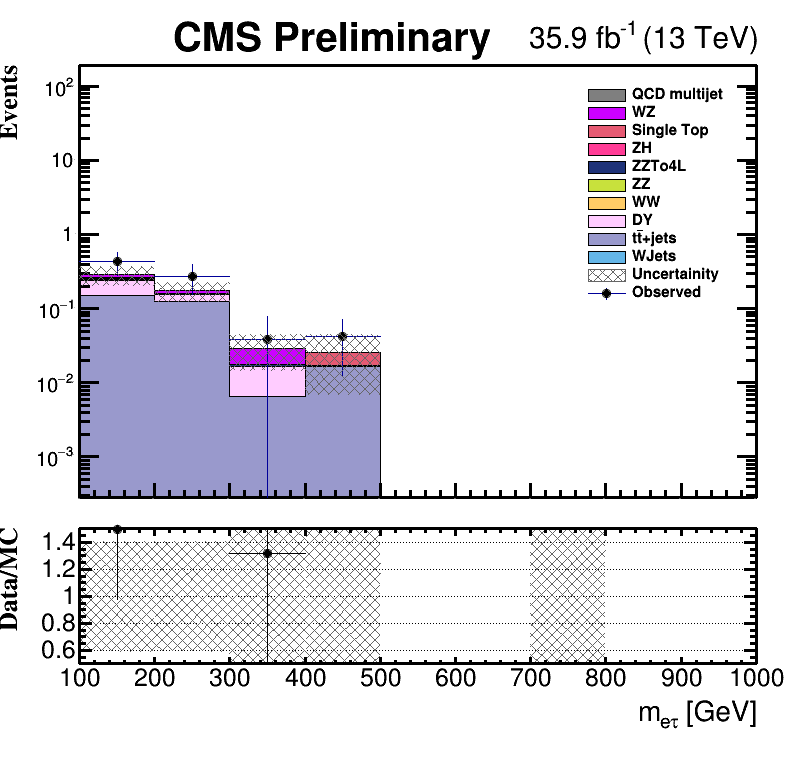 CMS Preliminary 35.9 fb-1 (13 TeV)
Events
10²
10
1
10−1
10−2
10−3
QCD multijet
WZ
Single Top
ZH
ZZTo4L
ZZ
WW
DY
tt̄+jets
WJets
Uncertainity
Observed
Data/MC
1.4
1.2
1
0.8
0.6
100 200 300 400 500 600 700 800 900 1000
meτ [GeV]